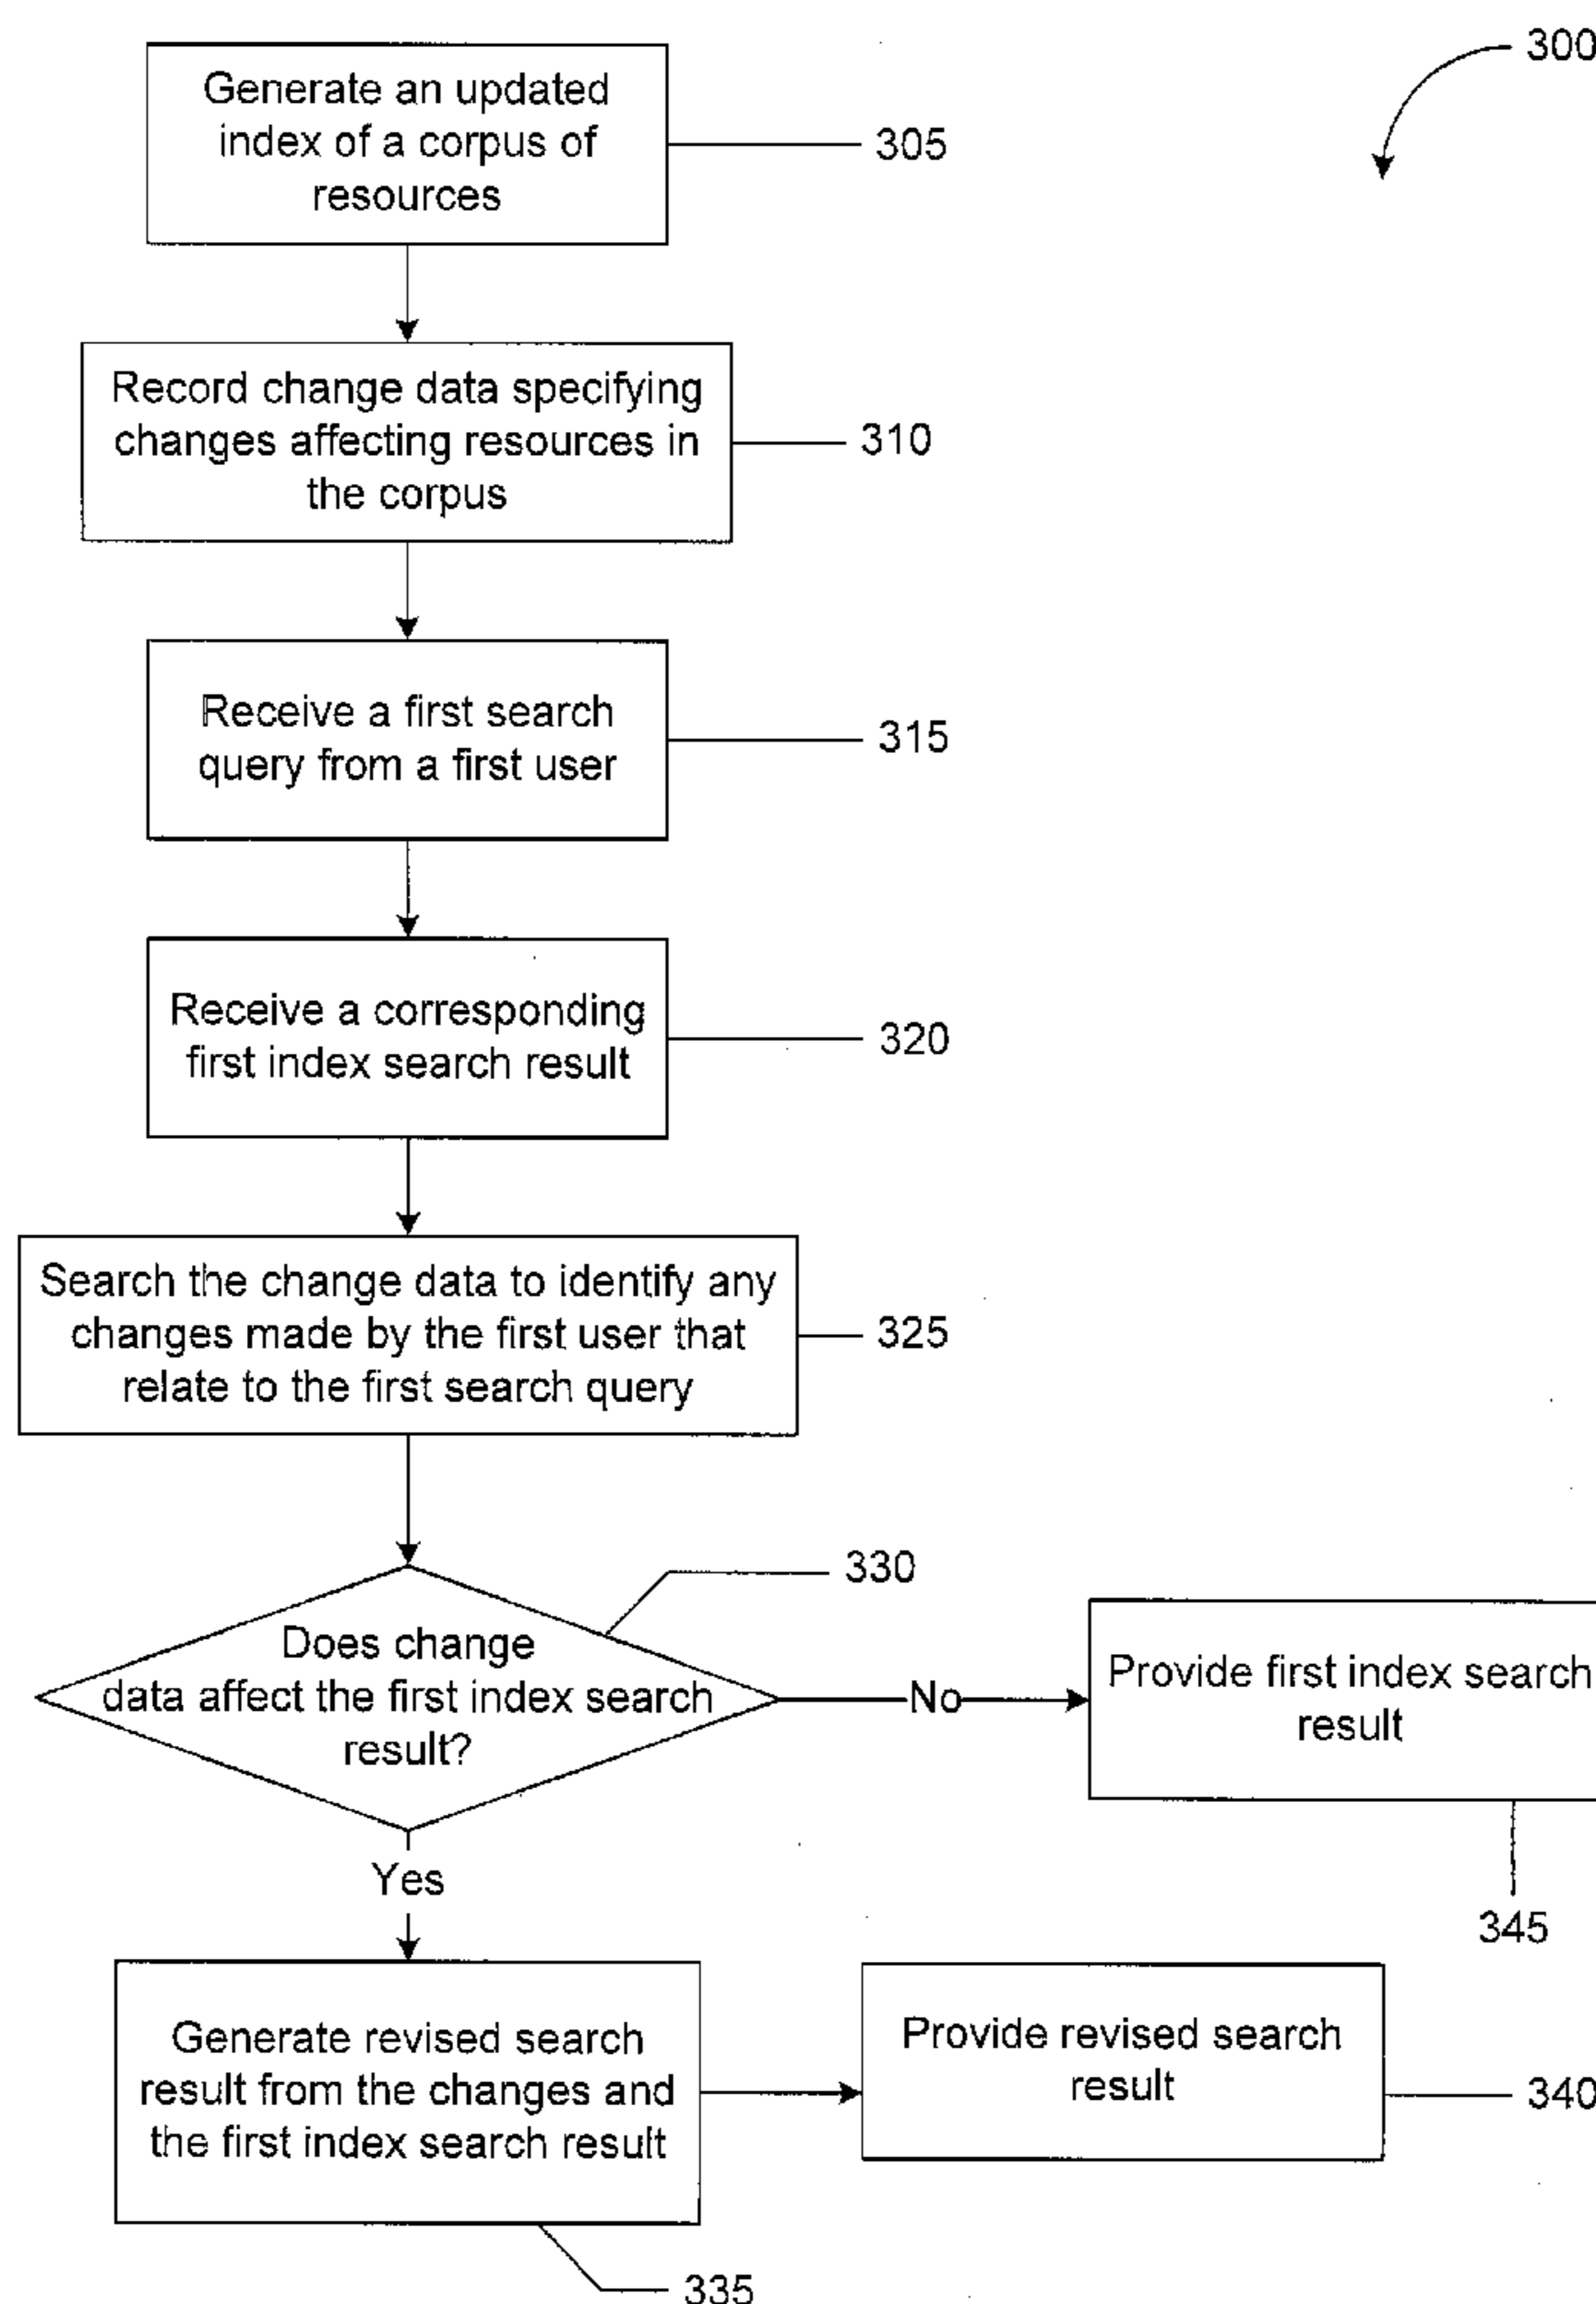 300
Generate an updated
index of a corpus of
resources
305
Record change data specifying
changes affecting resources in
the corpus
310
Receive a first search
query from a first user
315
Receive a corresponding
first index search result
320
Search the change data to identify any
changes made by the first user that
relate to the first search query
325
330
Does change
data affect the first index search
result?
No
Provide first index search
result
345
Yes
Generate revised search
result from the changes and
the first index search result
335
Provide revised search
result
340